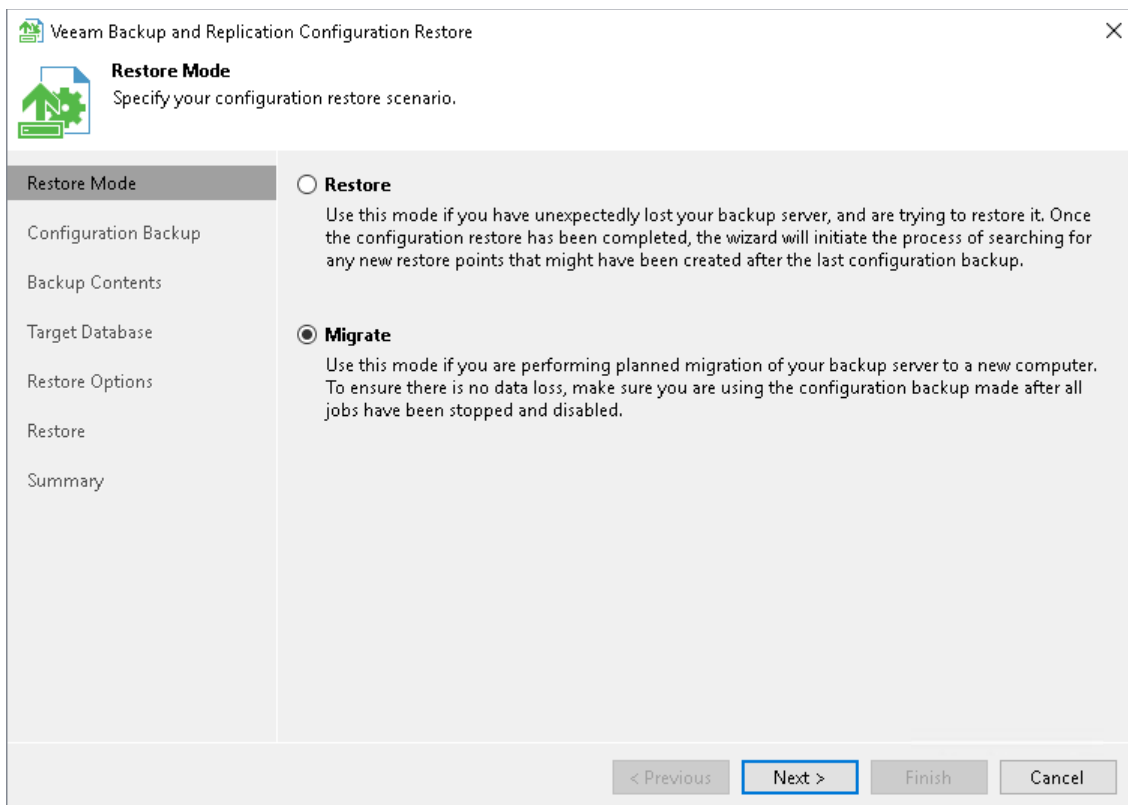 Veeam Backup and Replication Configuration Restore
Restore Mode
Specify your configuration restore scenario.
Restore Mode
Configuration Backup
Backup Contents
Target Database
Restore Options
Restore
Summary
Restore
Use this mode if you have unexpectedly lost your backup server, and are trying to restore it. Once
the configuration restore has been completed, the wizard will initiate the process of searching for
any new restore points that might have been created after the last configuration backup.
Migrate
Use this mode if you are performing planned migration of your backup server to a new computer.
To ensure there is no data loss, make sure you are using the configuration backup made after all
jobs have been stopped and disabled.
< Previous
Next >
Finish
Cancel